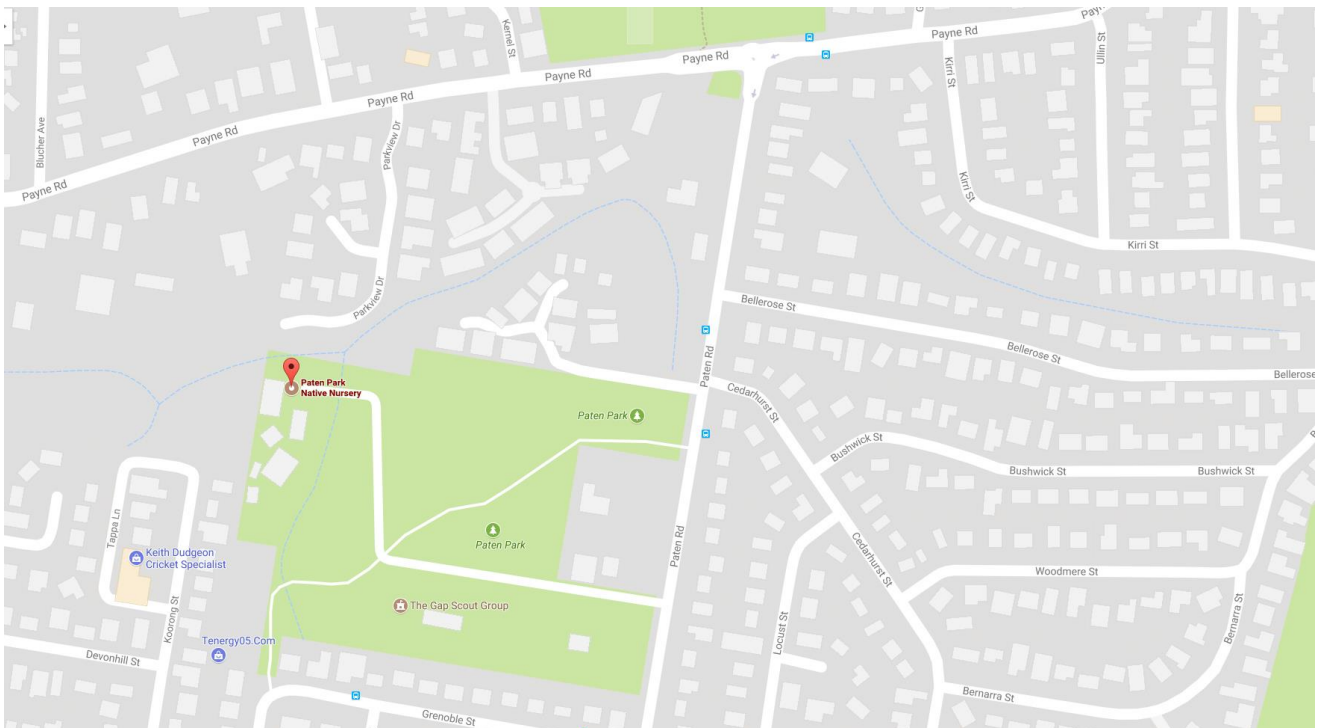 Blucher Ave
Kernel St
Payne Rd
Payne Rd
Payne Rd
Payne Rd
Payne Rd
Payne Rd
Ullin St
Kirri St
Kirri St
Kirri St
Parkview Dr
Parkview Dr
Bellerose St
Bellerose St
Bellerose
Paten Rd
Paten Park
Native Nursery
Paten Park
Cedarhurst St
Bushwick St
Bushwick St
Bushwick St
Tappa Ln
Keith Dudgeon
Cricket Specialist
Paten Park
Paten Rd
Cedarhurst St
Woodmere St
The Gap Scout Group
Koorong St
Locust St
Bernarra St
Tenergy05.Com
Devonhill St
Bernarra St
Grenoble St